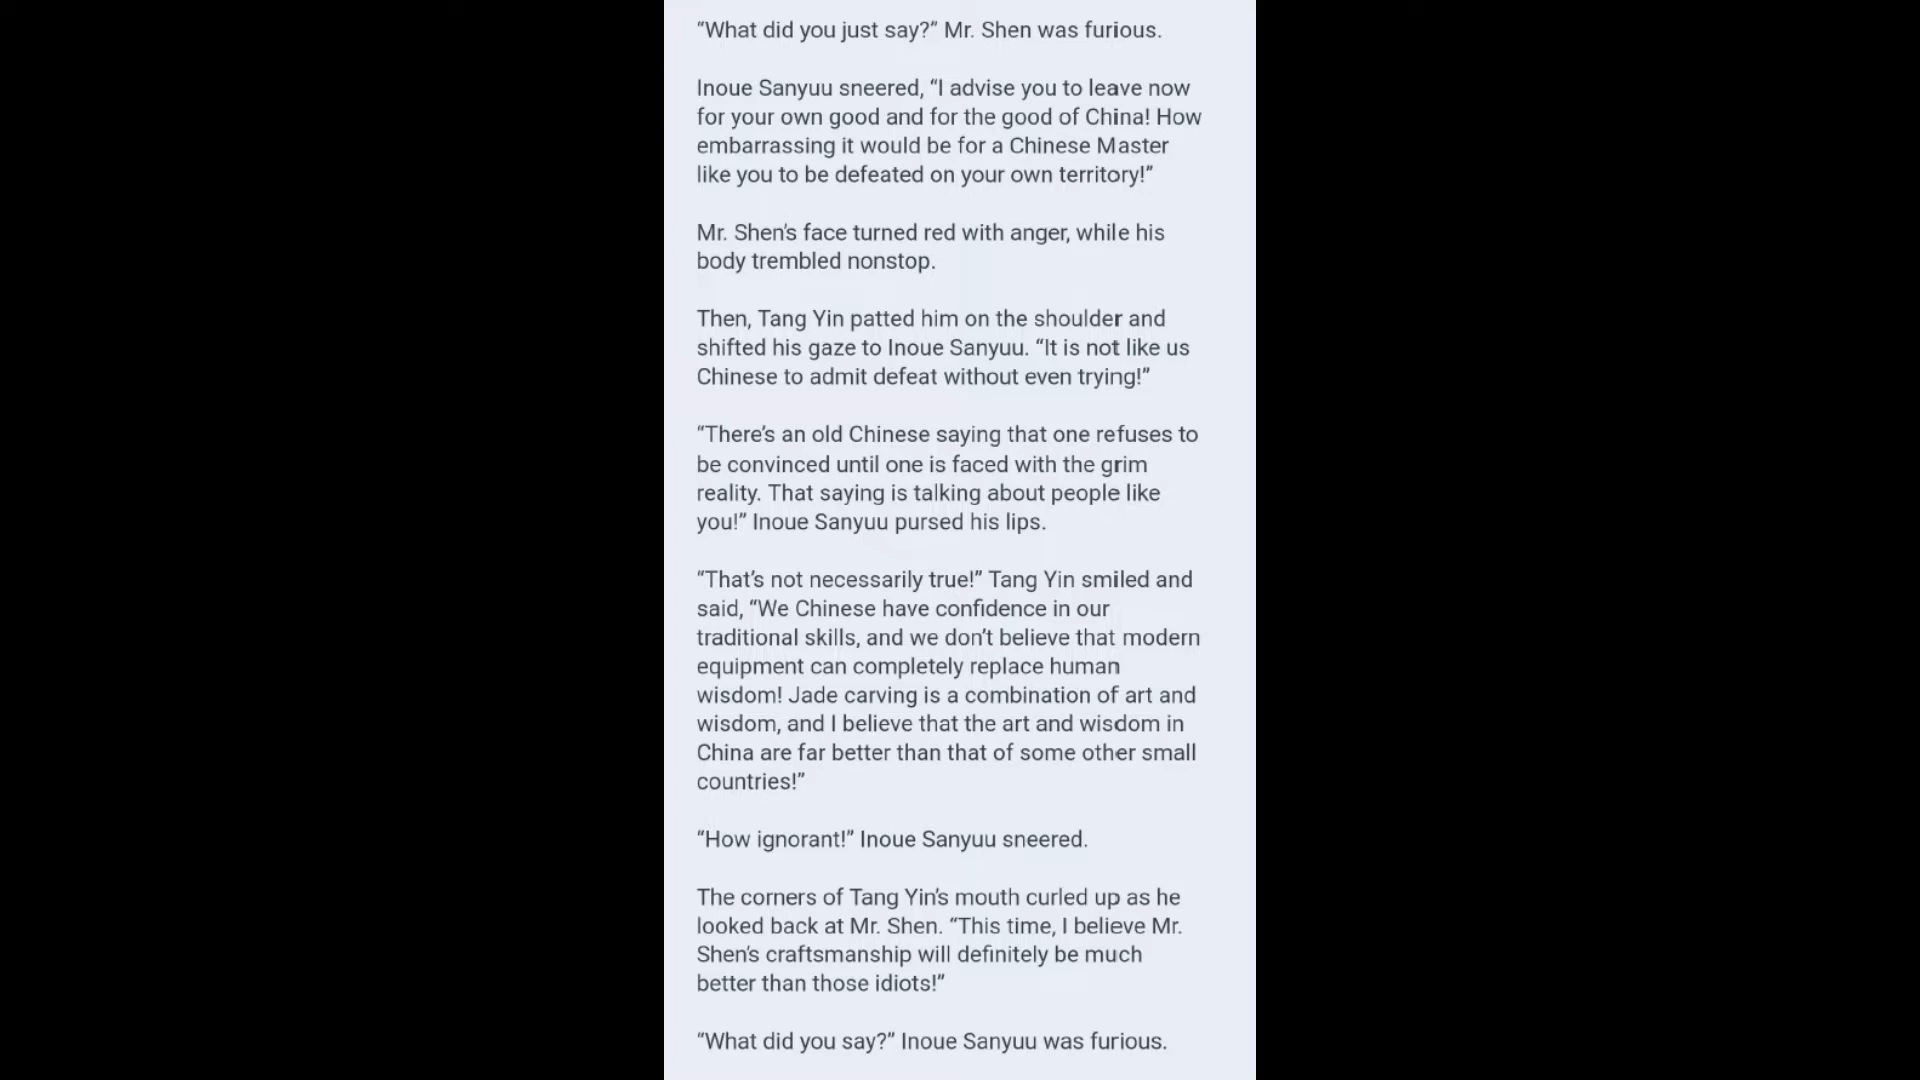 “What did you just say?” Mr. Shen was furious.
Inoue Sanyuu sneered, “I advise you to leave now
for your own good and for the good of China! How
embarrassing it would be for a Chinese Master
like you to be defeated on your own territory!”
Mr. Shen’s face turned red with anger, while his
body trembled nonstop.
Then, Tang Yin patted him on the shoulder and
shifted his gaze to Inoue Sanyuu. “It is not like us
Chinese to admit defeat without even trying!”
“There’s an old Chinese saying that one refuses to
be convinced until one is faced with the grim
reality. That saying is talking about people like
you!” Inoue Sanyuu pursed his lips.
“That’s not necessarily true!” Tang Yin smiled and
said, “We Chinese have confidence in our
traditional skills, and we don’t believe that modern
equipment can completely replace human
wisdom! Jade carving is a combination of art and
wisdom, and I believe that the art and wisdom in
China are far better than that of some other small
countries!”
“How ignorant!” Inoue Sanyuu sneered.
The corners of Tang Yin’s mouth curled up as he
looked back at Mr. Shen. “This time, I believe Mr.
Shen’s craftsmanship will definitely be much
better than those idiots!”
“What did you say?” Inoue Sanyuu was furious.